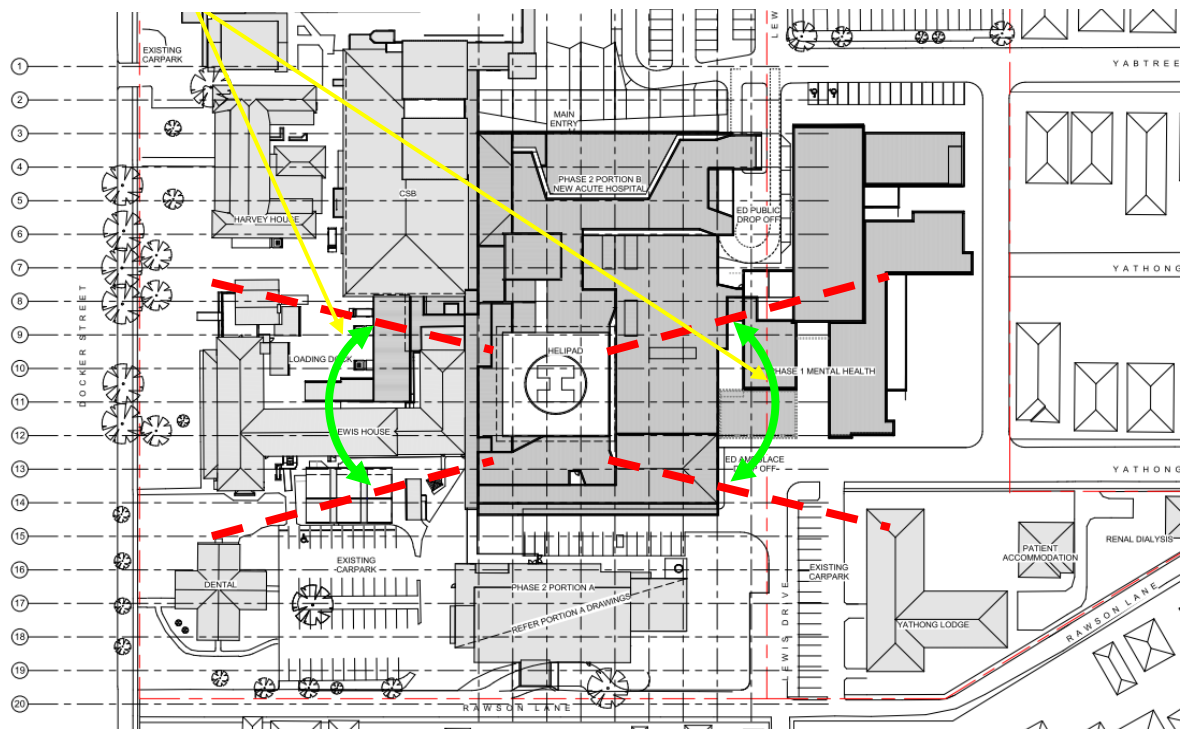 EXISTING
CARPARK
LEW
YABTREE
1
2
MAIN
ENTRY
3
4
PHASE 2 PORTION B
NEW ACUTE HOSPITAL
CSB
5
HARVEY HOUSE
ED PUBLIC
DROP OFF
6
7
YATHONG
8
DOCKER STREET
9
LOADING DOCK
HELIPAD
10
PHASE 1 MENTAL HEALTH
11
12
EWIS HOUSE
13
ED AMBULACE
DROP OFF
YATHONG
14
15
EXISTING
CARPARK
PATIENT
ACCOMMODATION
RENAL DIALYSIS
16
DENTAL
PHASE 2 PORTION A
EXISTING
CARPARK
17
REFER PORTION A DRAWINGS
18
YATHONG LODGE
RAWSON LANE
19
LEWIS DRIVE
20
RAWSON LANE